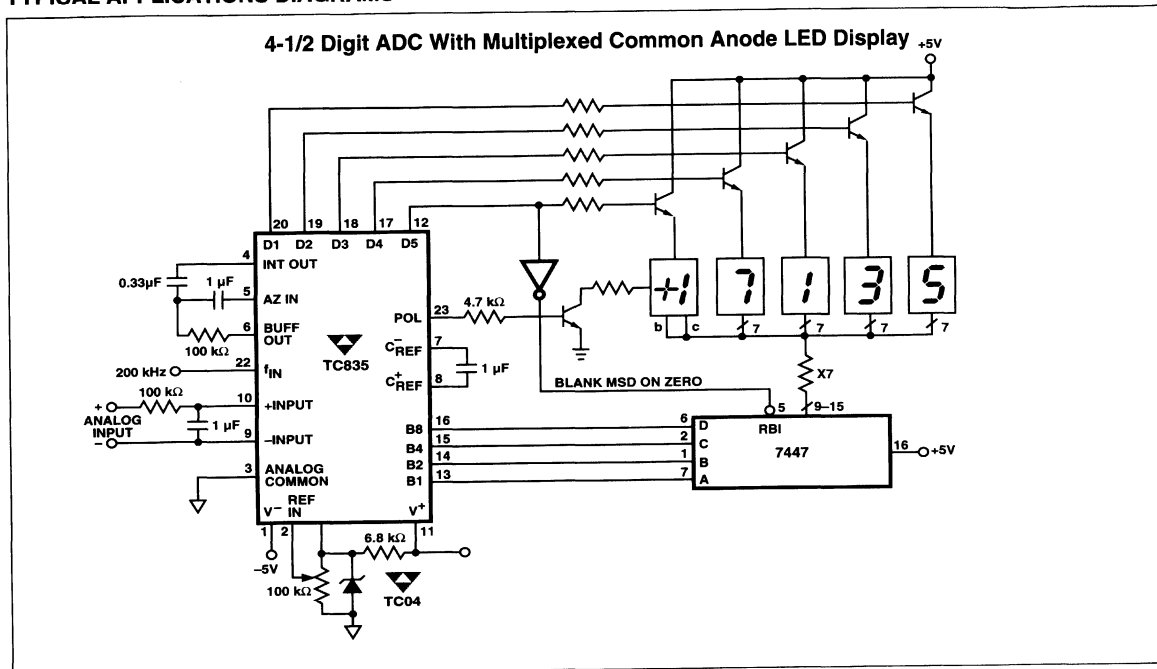 4-1/2 Digit ADC With Multiplexed Common Anode LED Display
+5V
20
19
18
17
12
D1
D2
D3
D4
D5
4
INT OUT
0.33µF
1 µF
5
AZ IN
6
BUFF
OUT
100 kΩ
22
fIN
200 kHz
100 kΩ
10
+INPUT
+
ANALOG
INPUT
–
1 µF
9
–INPUT
3
ANALOG
COMMON
V–
REF
IN
V+
1
2
11
–5V
100 kΩ
6.8 kΩ
TC04
TC835
POL
23
4.7 kΩ
C–REF
7
C+REF
8
1 µF
B8
16
B4
15
B2
14
B1
13
+1
7
1
3
5
b
c
7
7
7
7
X7
BLANK MSD ON ZERO
5
9–15
RBI
7447
6
D
2
C
1
B
7
A
16
+5V